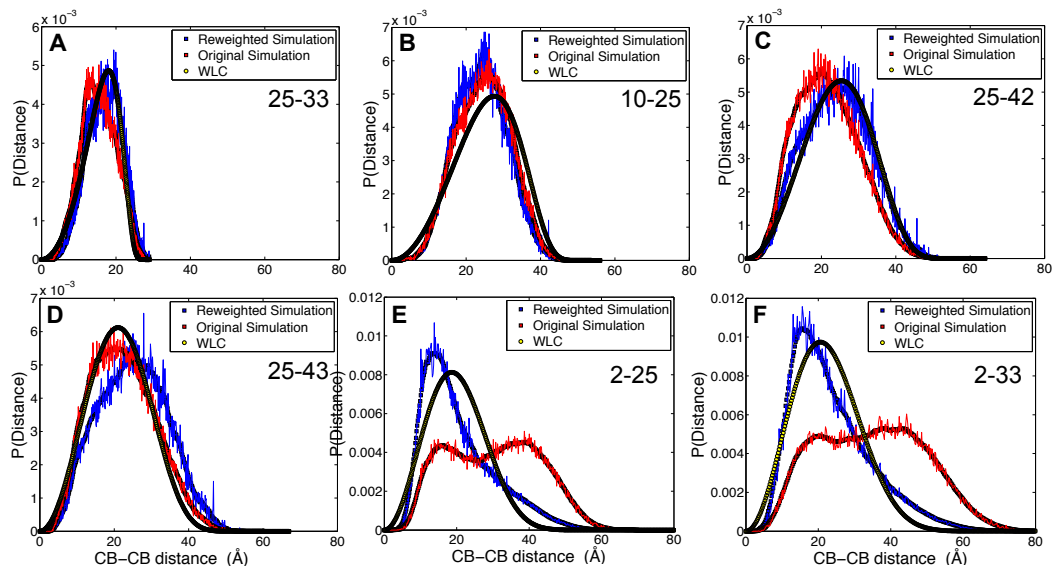 x 10⁻³
A
Reweighted Simulation
Original Simulation
WLC
25-33
P(Distance)
6
5
4
3
2
1
0
0 20 40 60 80
x 10⁻³
B
Reweighted Simulation
Original Simulation
WLC
10-25
P(Distance)
7
6
5
4
3
2
1
0
0 20 40 60 80
x 10⁻³
C
Reweighted Simulation
Original Simulation
WLC
25-42
P(Distance)
7
6
5
4
3
2
1
0
0 20 40 60 80
x 10⁻³
D
Reweighted Simulation
Original Simulation
WLC
25-43
P(Distance)
7
6
5
4
3
2
1
0
0 20 40 60 80
CB–CB distance (Å)
E
Reweighted Simulation
Original Simulation
WLC
2-25
P(Distance)
0.012
0.01
0.008
0.006
0.004
0.002
0
0 20 40 60 80
CB–CB distance (Å)
F
Reweighted Simulation
Original Simulation
WLC
2-33
P(Distance)
0.012
0.01
0.008
0.006
0.004
0.002
0
0 20 40 60 80
CB–CB distance (Å)